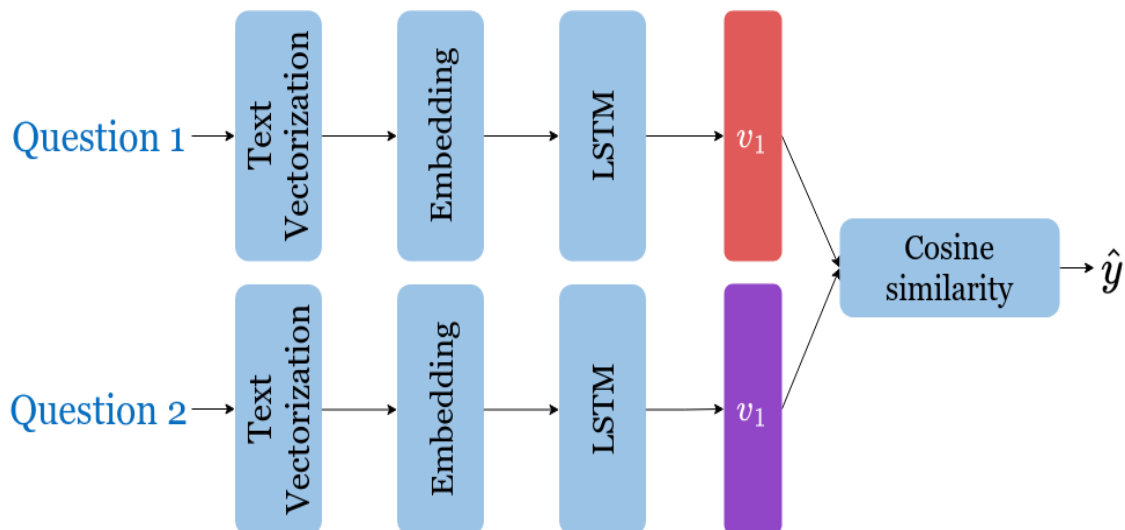 Question 1
Text
Vectorization
Embedding
LSTM
v₁
Question 2
Text
Vectorization
Embedding
LSTM
v₁
Cosine
similarity
ŷ